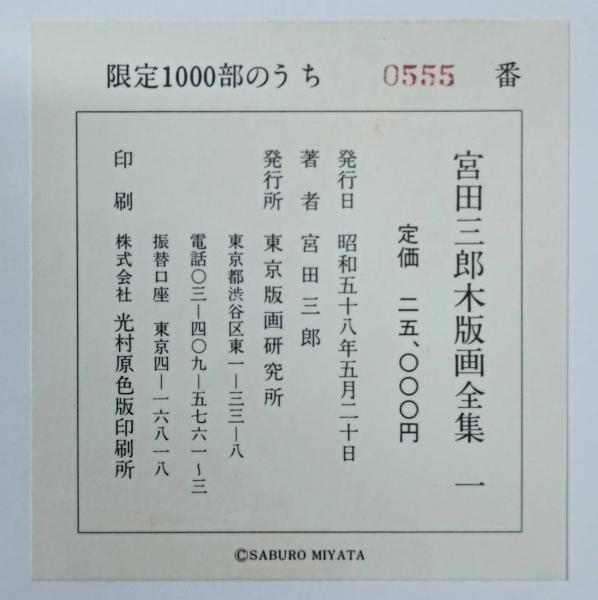 限定1000部のうち 0555 番
宮田三郎木版画全集 一
定価 二五、〇〇〇円
発行日 昭和五十八年五月二十日
著者 宮田三郎
発行所 東京版画研究所
東京都渋谷区東一―三三―八
電話〇三―四〇九―五七六一～三
振替口座 東京四―一六八一八
印刷 株式会社 光村原色版印刷所
©SABURO MIYATA